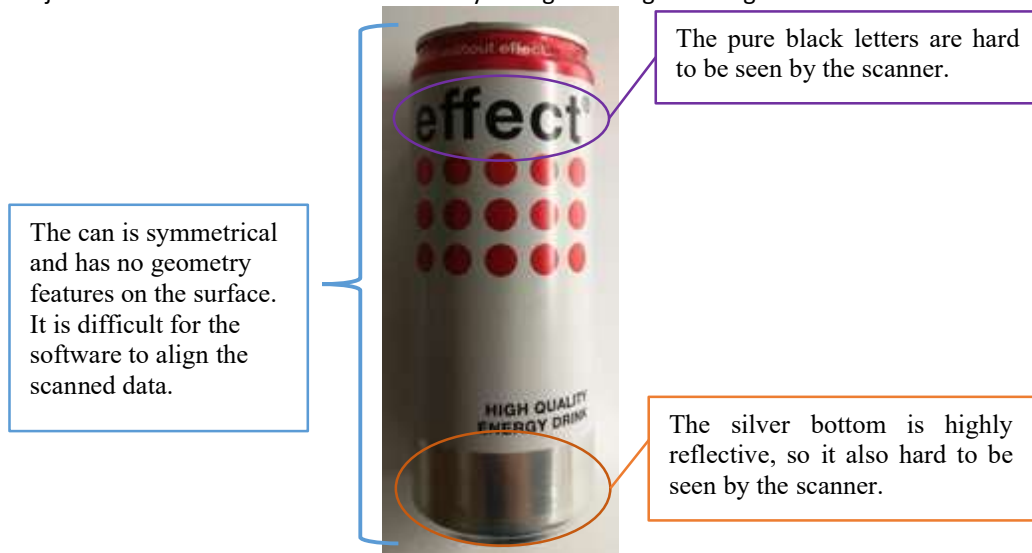 The pure black letters are hard
to be seen by the scanner.
about effect.
effect®
The can is symmetrical
and has no geometry
features on the surface.
It is difficult for the
software to align the
scanned data.
HIGH QUALITY
ENERGY DRINK
The silver bottom is highly
reflective, so it also hard to be
seen by the scanner.